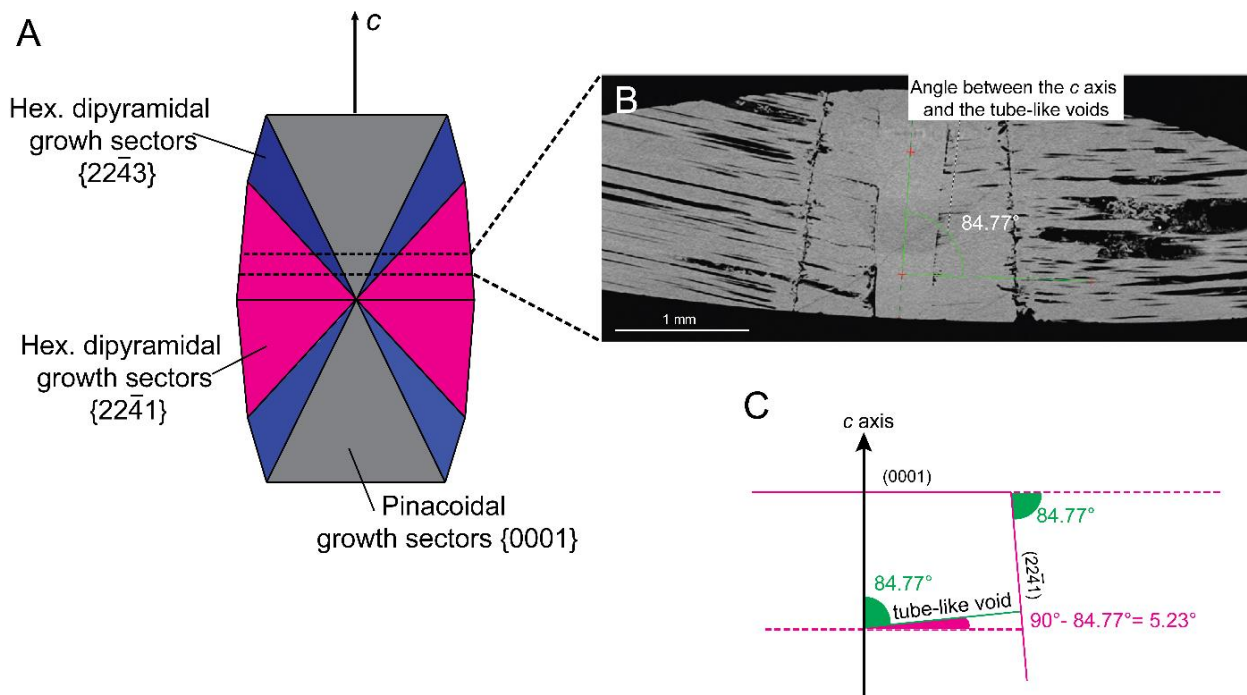 A
c
Hex. dipyramidal
growh sectors
{224̄3}
Hex. dipyramidal
growth sectors
{224̄1}
Pinacoidal
growth sectors {0001}
B
Angle between the c axis
and the tube-like voids
84.77°
1 mm
C
c axis
(0001)
84.77°
(224̄1)
84.77°
tube-like void
90°- 84.77°= 5.23°